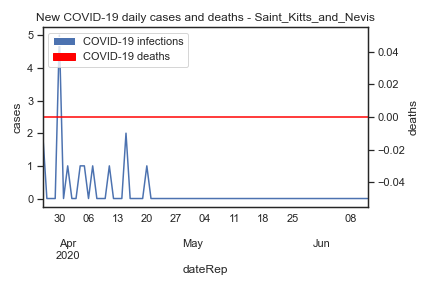 New COVID-19 daily cases and deaths - Saint_Kitts_and_Nevis
COVID-19 infections
COVID-19 deaths
5
4
3
2
1
0
cases
0.04
0.02
0.00
−0.02
−0.04
deaths
30 06 13 20 27 04 11 18 25 08
Apr May Jun
2020
dateRep